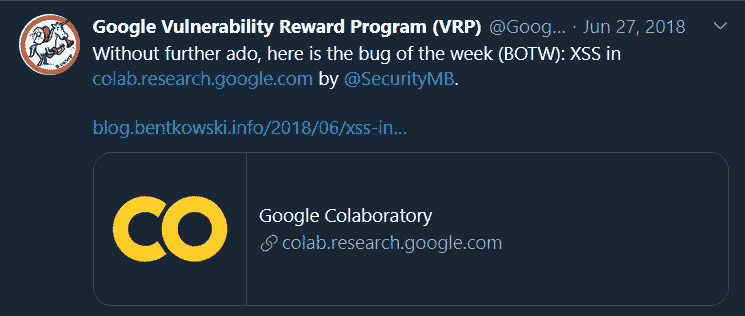 Google Vulnerability Reward Program (VRP) @Goog... · Jun 27, 2018
Without further ado, here is the bug of the week (BOTW): XSS in
colab.research.google.com by @SecurityMB.
blog.bentkowski.info/2018/06/xss-in...
CO
Google Colaboratory
colab.research.google.com